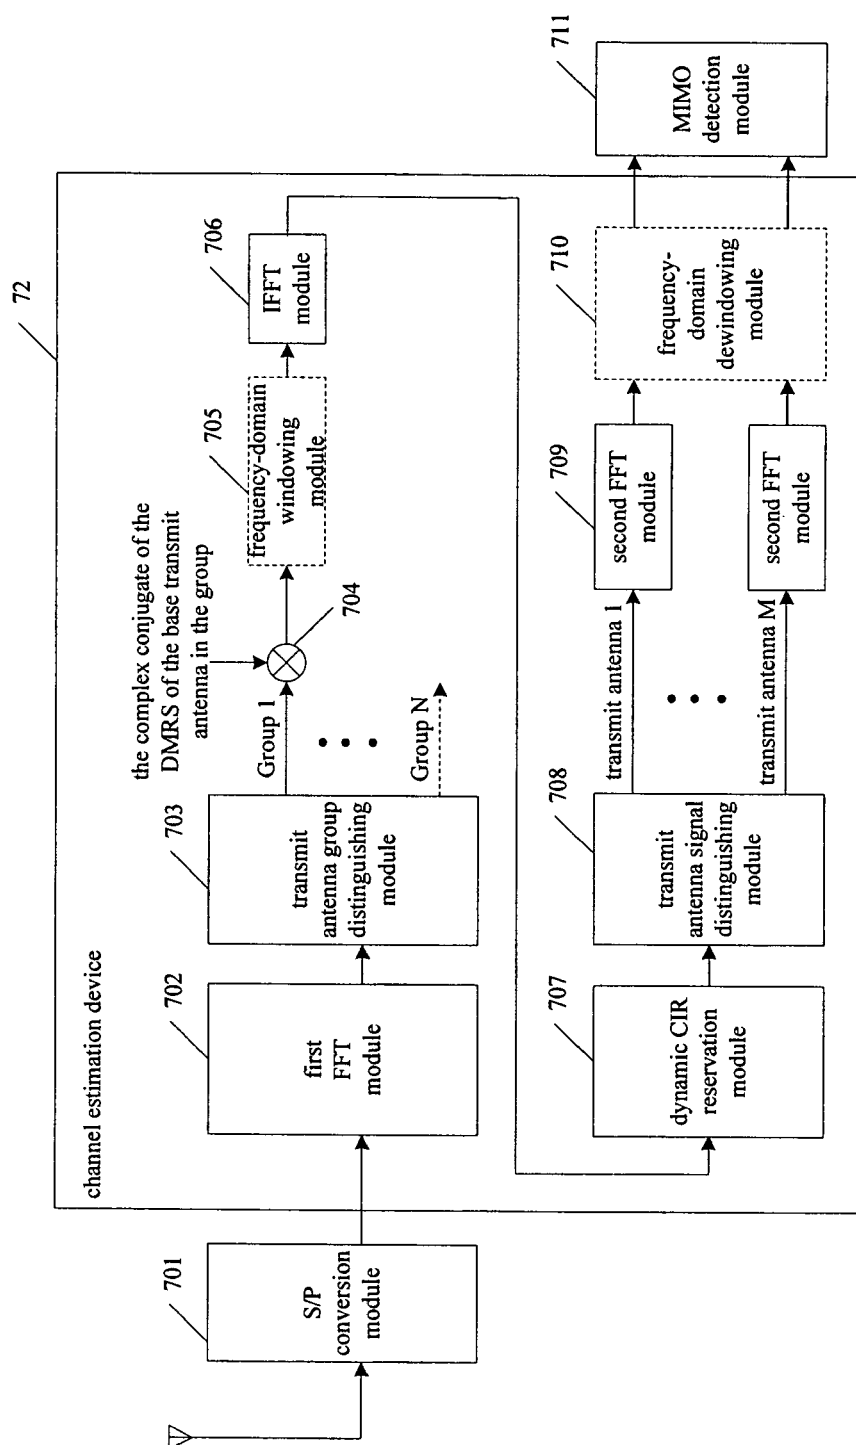 72
channel estimation device
701
S/P
conversion
module
702
first
FFT
module
703
transmit
antenna group
distinguishing
module
Group 1
Group N
the complex conjugate of the
DMRS of the base transmit
antenna in the group
704
705
frequency-domain
windowing
module
706
IFFT
module
707
dynamic CIR
reservation
module
708
transmit
antenna signal
distinguishing
module
transmit antenna 1
transmit antenna M
709
second FFT
module
second FFT
module
710
frequency-
domain
dewindowing
module
711
MIMO
detection
module